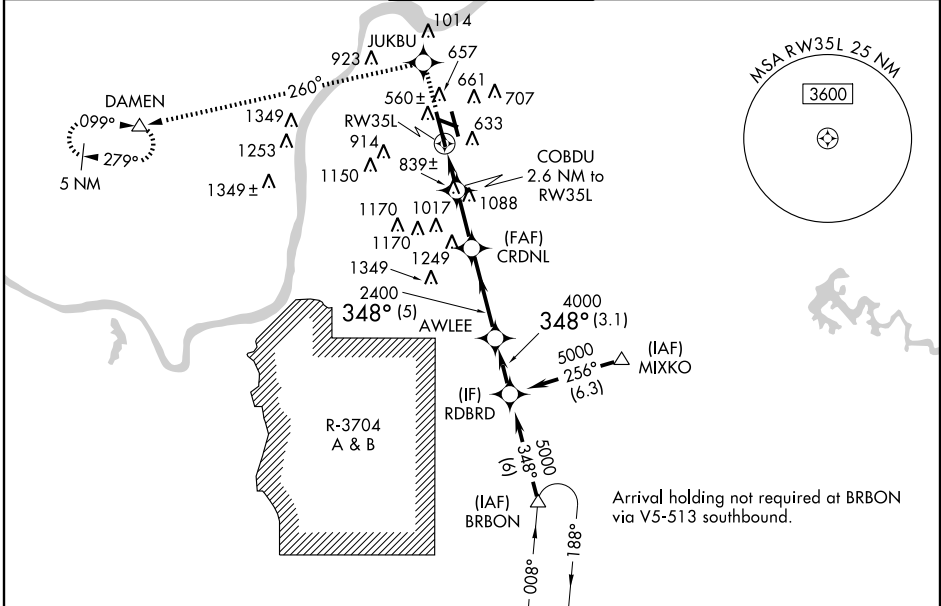 1014
JUKBU
923
657
661
707
260°
DAMEN
099°
279°
5 NM
1349
1253
1349±
560±
RW35L
633
914
1150
839±
COBDU
2.6 NM to
RW35L
1088
1170
1017
1170
1249
(FAF)
CRDNL
1349
2400
348° (5)
AWLEE
4000
348° (3.1)
5000
256°
(6.3)
(IAF)
MIXKO
(IF)
RDBRD
R-3704
A & B
5000
348°
(6)
(IAF)
BRBON
008°
188°
Arrival holding not required at BRBON
via V5-513 southbound.
MSA RW35L 25 NM
3600